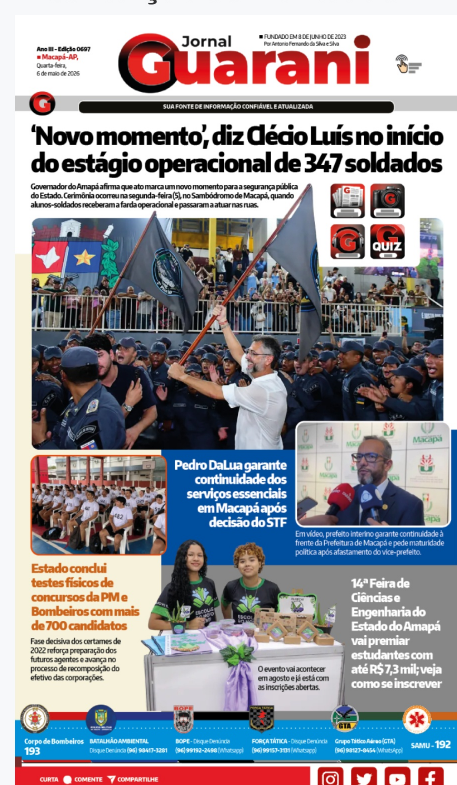 Jornal
Guarani
■ FUNDADO EM 8 DE JUNHO DE 2023
Por Antonio Fernando da Silva e Silva
Ano III - Edição 0697
■ Macapá-AP,
Quarta-feira,
6 de maio de 2026
SUA FONTE DE INFORMAÇÃO CONFIÁVEL E ATUALIZADA
'Novo momento', diz Clécio Luís no início
do estágio operacional de 347 soldados
Governador do Amapá afirma que ato marca um novo momento para a segurança pública
do Estado. Cerimônia ocorreu na segunda-feira (5), no Sambódromo de Macapá, quando
alunos-soldados receberam a farda operacional e passaram a atuar nas ruas.
QUIZ
Pedro DaLua garante
continuidade dos
serviços essenciais
em Macapá após
decisão do STF
Macapá
Em vídeo, prefeito interino garante continuidade à
frente da Prefeitura de Macapá e pede maturidade
política após afastamento do vice-prefeito.
Estado conclui
testes físicos de
concursos da PM e
Bombeiros com mais
de 700 candidatos
Fase decisiva dos certames de
2022 reforça preparação dos
futuros agentes e avança no
processo de recomposição do
efetivo das corporações.
O evento vai acontecer
em agosto e já está com
as inscrições abertas.
14ª Feira de
Ciências e
Engenharia do
Estado do Amapá
vai premiar
estudantes com
até R$ 7,3 mil; veja
como se inscrever
Corpo de Bombeiros
193
BATALHÃO AMBIENTAL
Disque Denúncia (96) 98417-3281
BOPE
BOPE - Disque Denúncia
(96) 99192-2498 (Whatsapp)
FORÇA TÁTICA - Disque Denúncia
(96) 99157-3131 (Whatsapp)
GTA
Grupo Tático Aéreo (GTA)
(96) 98127-8454 (WhatsApp)
SAMU - 192
CURTA COMENTE COMPARTILHE